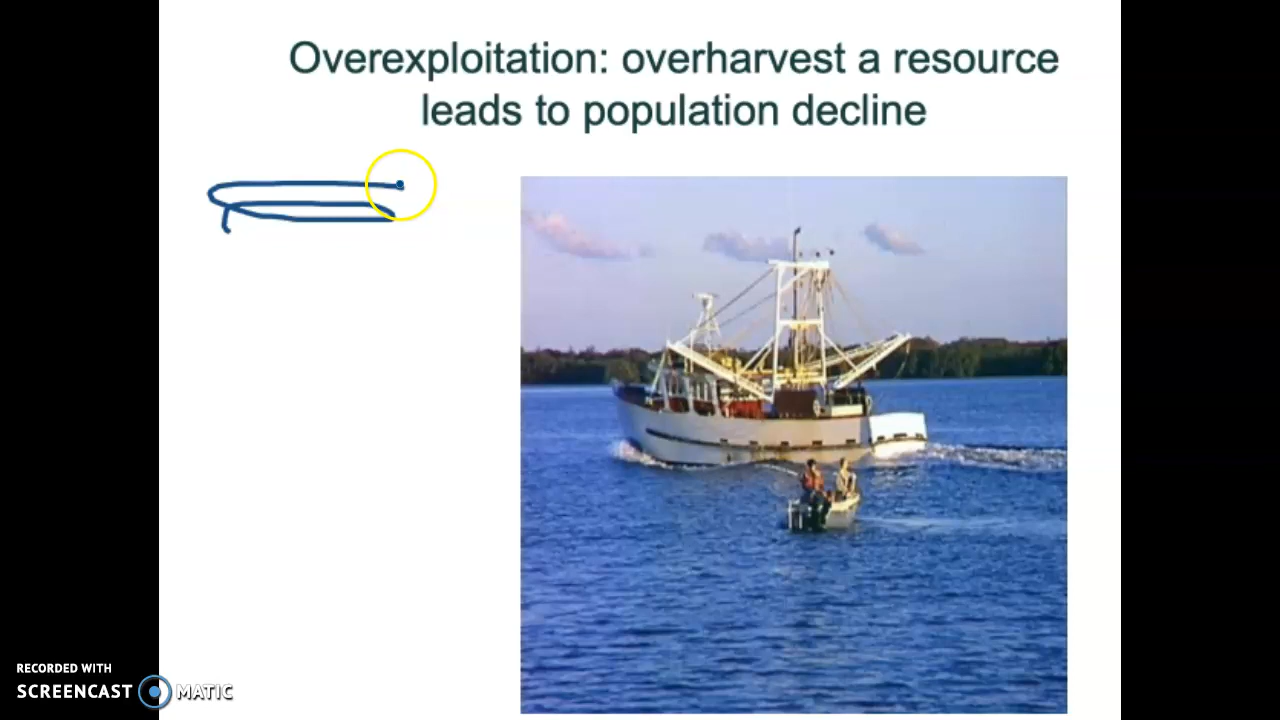 Overexploitation: overharvest a resource
leads to population decline
RECORDED WITH
SCREENCAST MATIC